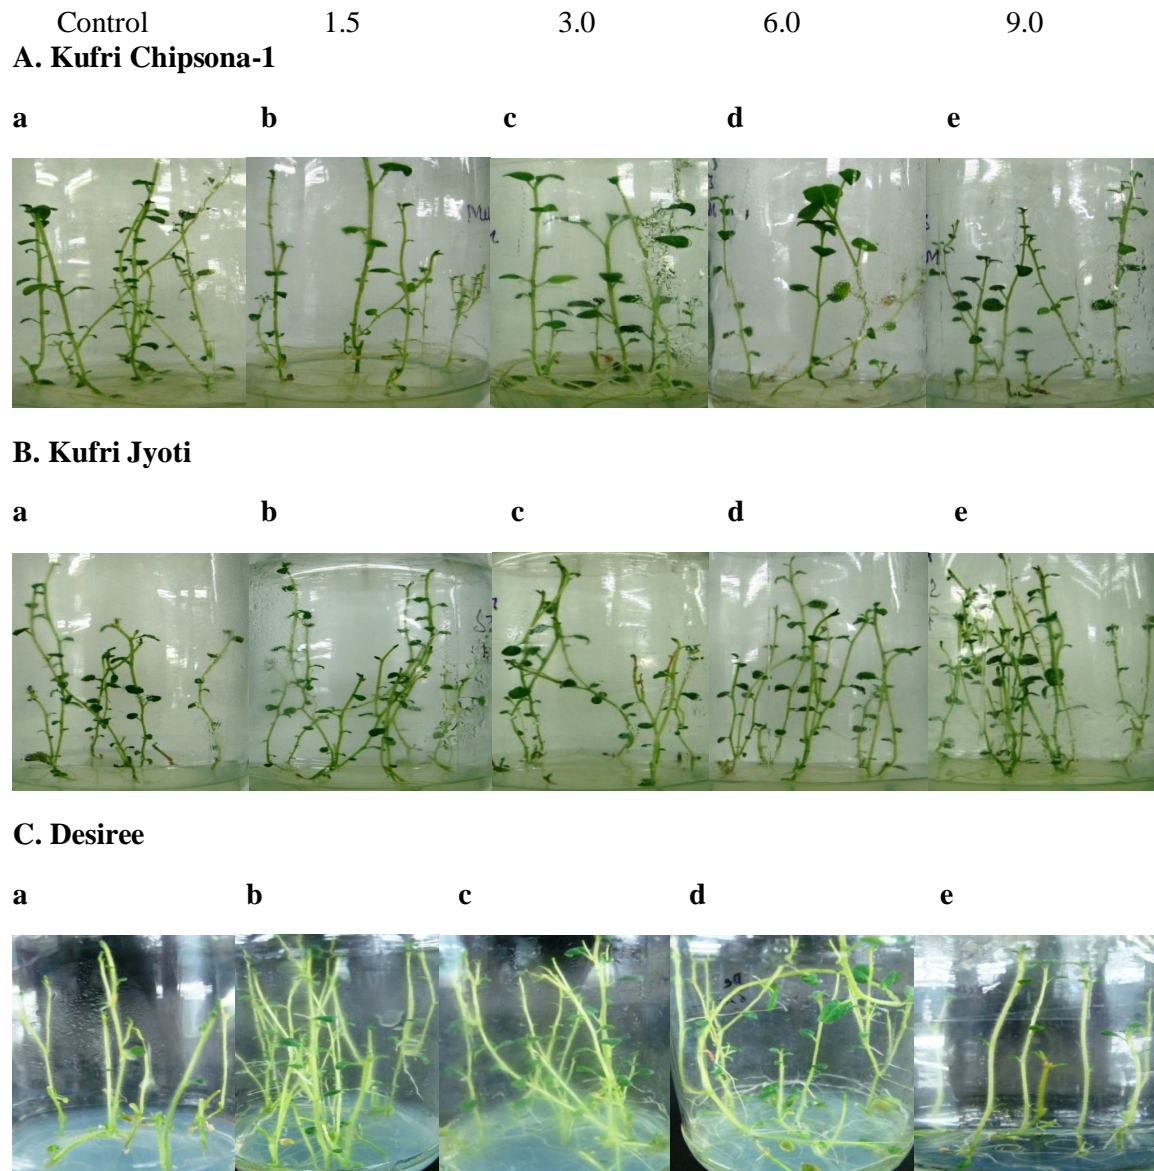 Control 1.5 3.0 6.0 9.0
A. Kufri Chipsona-1
a b c d e
B. Kufri Jyoti
a b c d e
C. Desiree
a b c d e